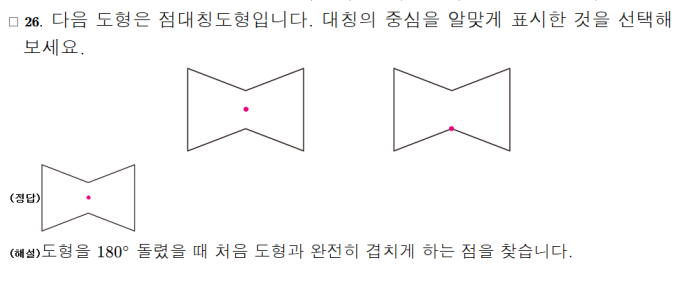 □ 26. 다음 도형은 점대칭도형입니다. 대칭의 중심을 알맞게 표시한 것을 선택해
보세요.
(정답)
(해설)도형을 180° 돌렸을 때 처음 도형과 완전히 겹치게 하는 점을 찾습니다.